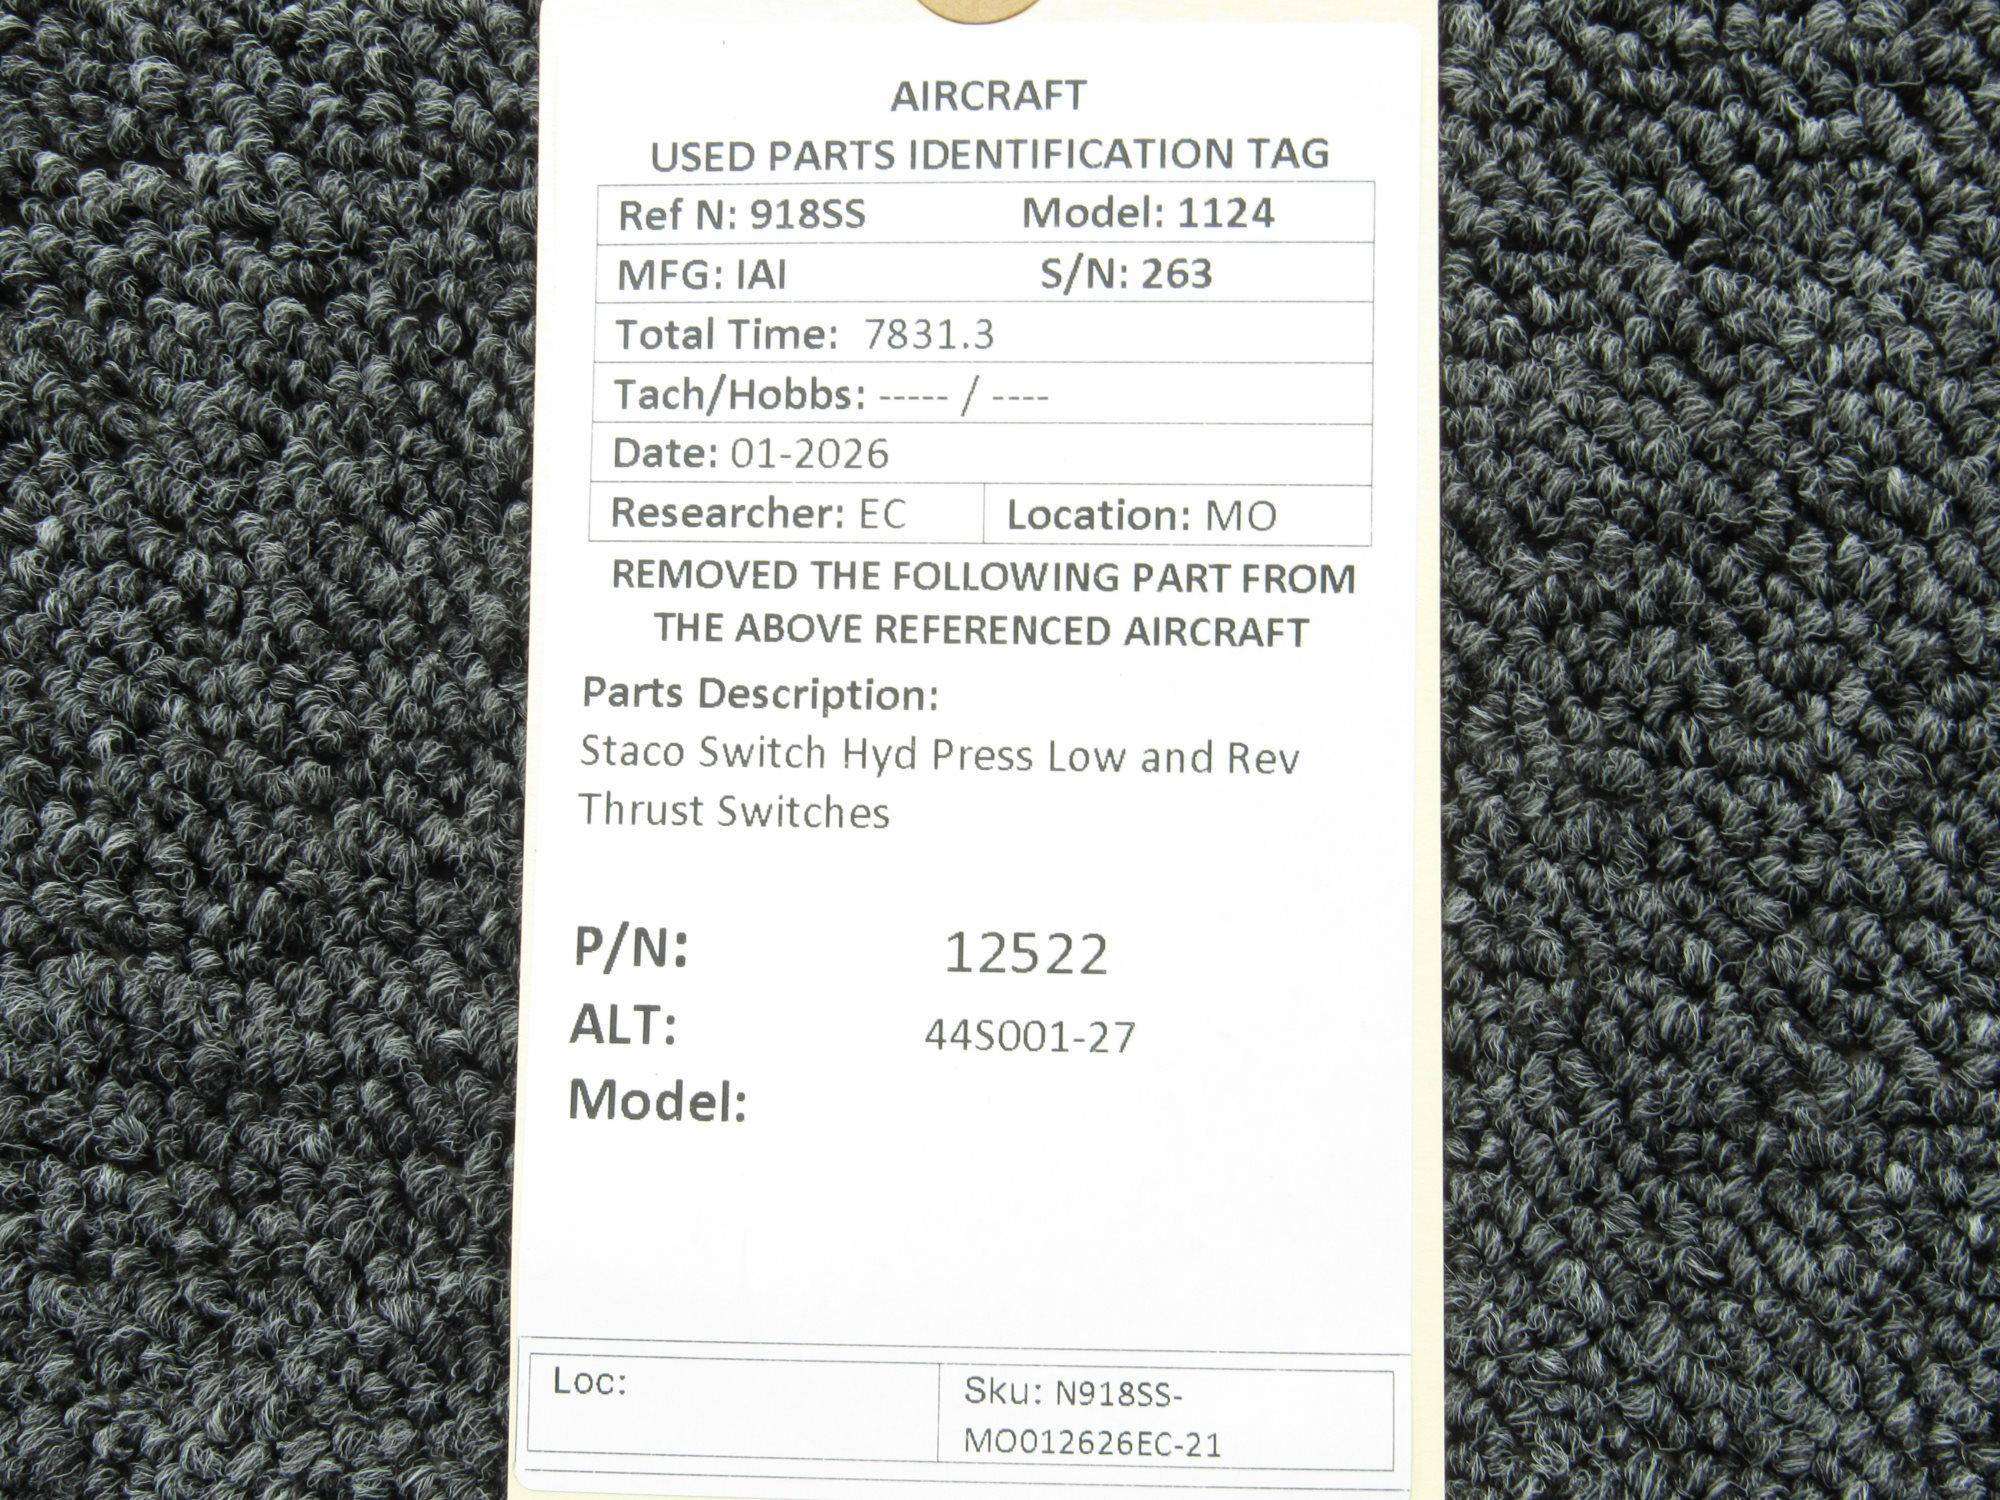 AIRCRAFT
USED PARTS IDENTIFICATION TAG
Ref N: 918SS Model: 1124
MFG: IAI S/N: 263
Total Time: 7831.3
Tach/Hobbs: ----- / ----
Date: 01-2026
Researcher: EC Location: MO
REMOVED THE FOLLOWING PART FROM
THE ABOVE REFERENCED AIRCRAFT
Parts Description:
Staco Switch Hyd Press Low and Rev
Thrust Switches
P/N: 12522
ALT: 44S001-27
Model:
Loc:
Sku: N918SS-
MO012626EC-21